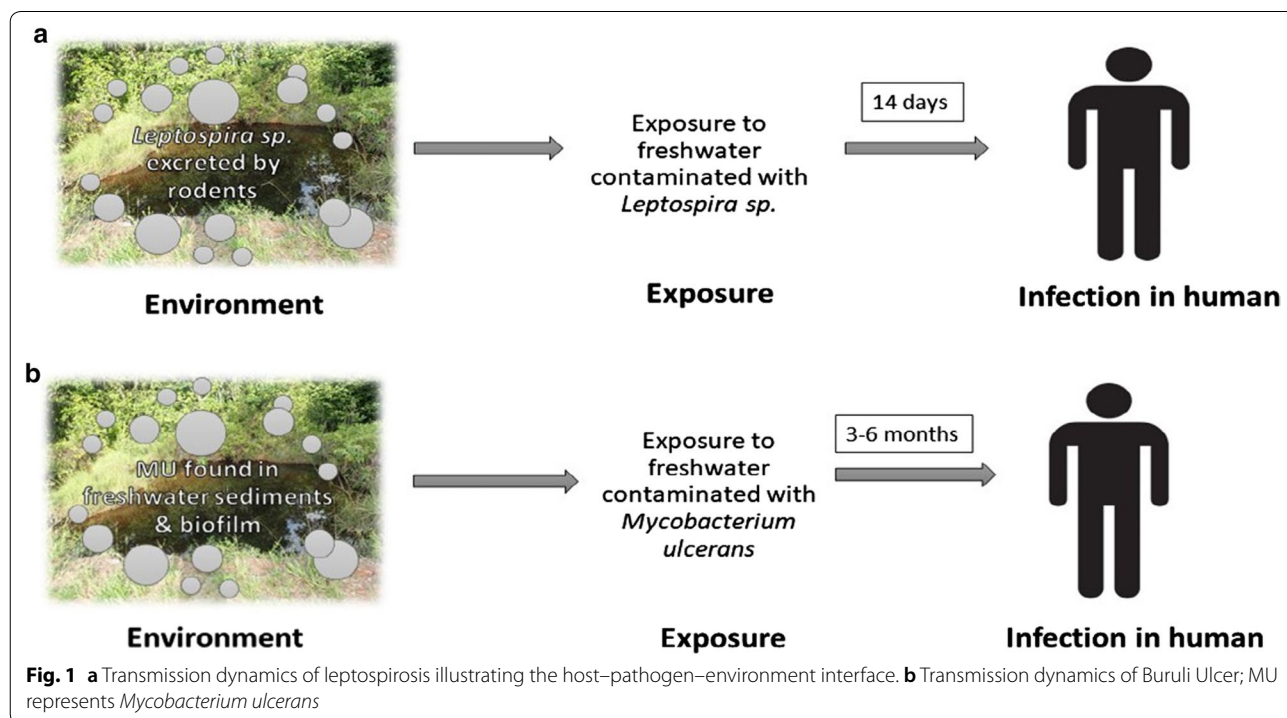 a
Leptospira sp.
excreted by
rodents
Environment
Exposure to
freshwater
contaminated with
Leptospira sp.
Exposure
14 days
Infection in human
b
MU found in
freshwater sediments
& biofilm
Environment
Exposure to
freshwater
contaminated with
Mycobacterium
ulcerans
Exposure
3-6 months
Infection in human
Fig. 1 a Transmission dynamics of leptospirosis illustrating the host–pathogen–environment interface. b Transmission dynamics of Buruli Ulcer; MU
represents Mycobacterium ulcerans